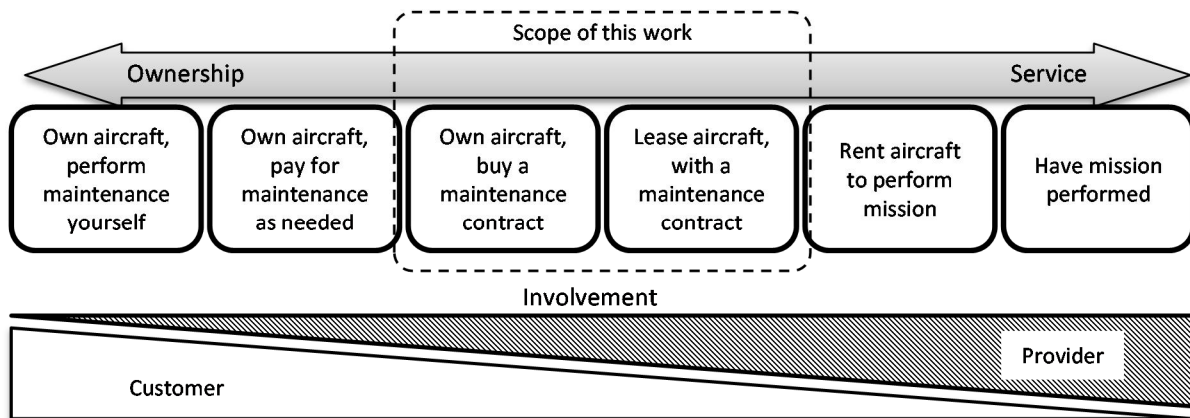 Scope of this work
Ownership
Service
Own aircraft,
perform
maintenance
yourself
Own aircraft,
pay for
maintenance
as needed
Own aircraft,
buy a
maintenance
contract
Lease aircraft,
with a
maintenance
contract
Rent aircraft
to perform
mission
Have mission
performed
Involvement
Provider
Customer